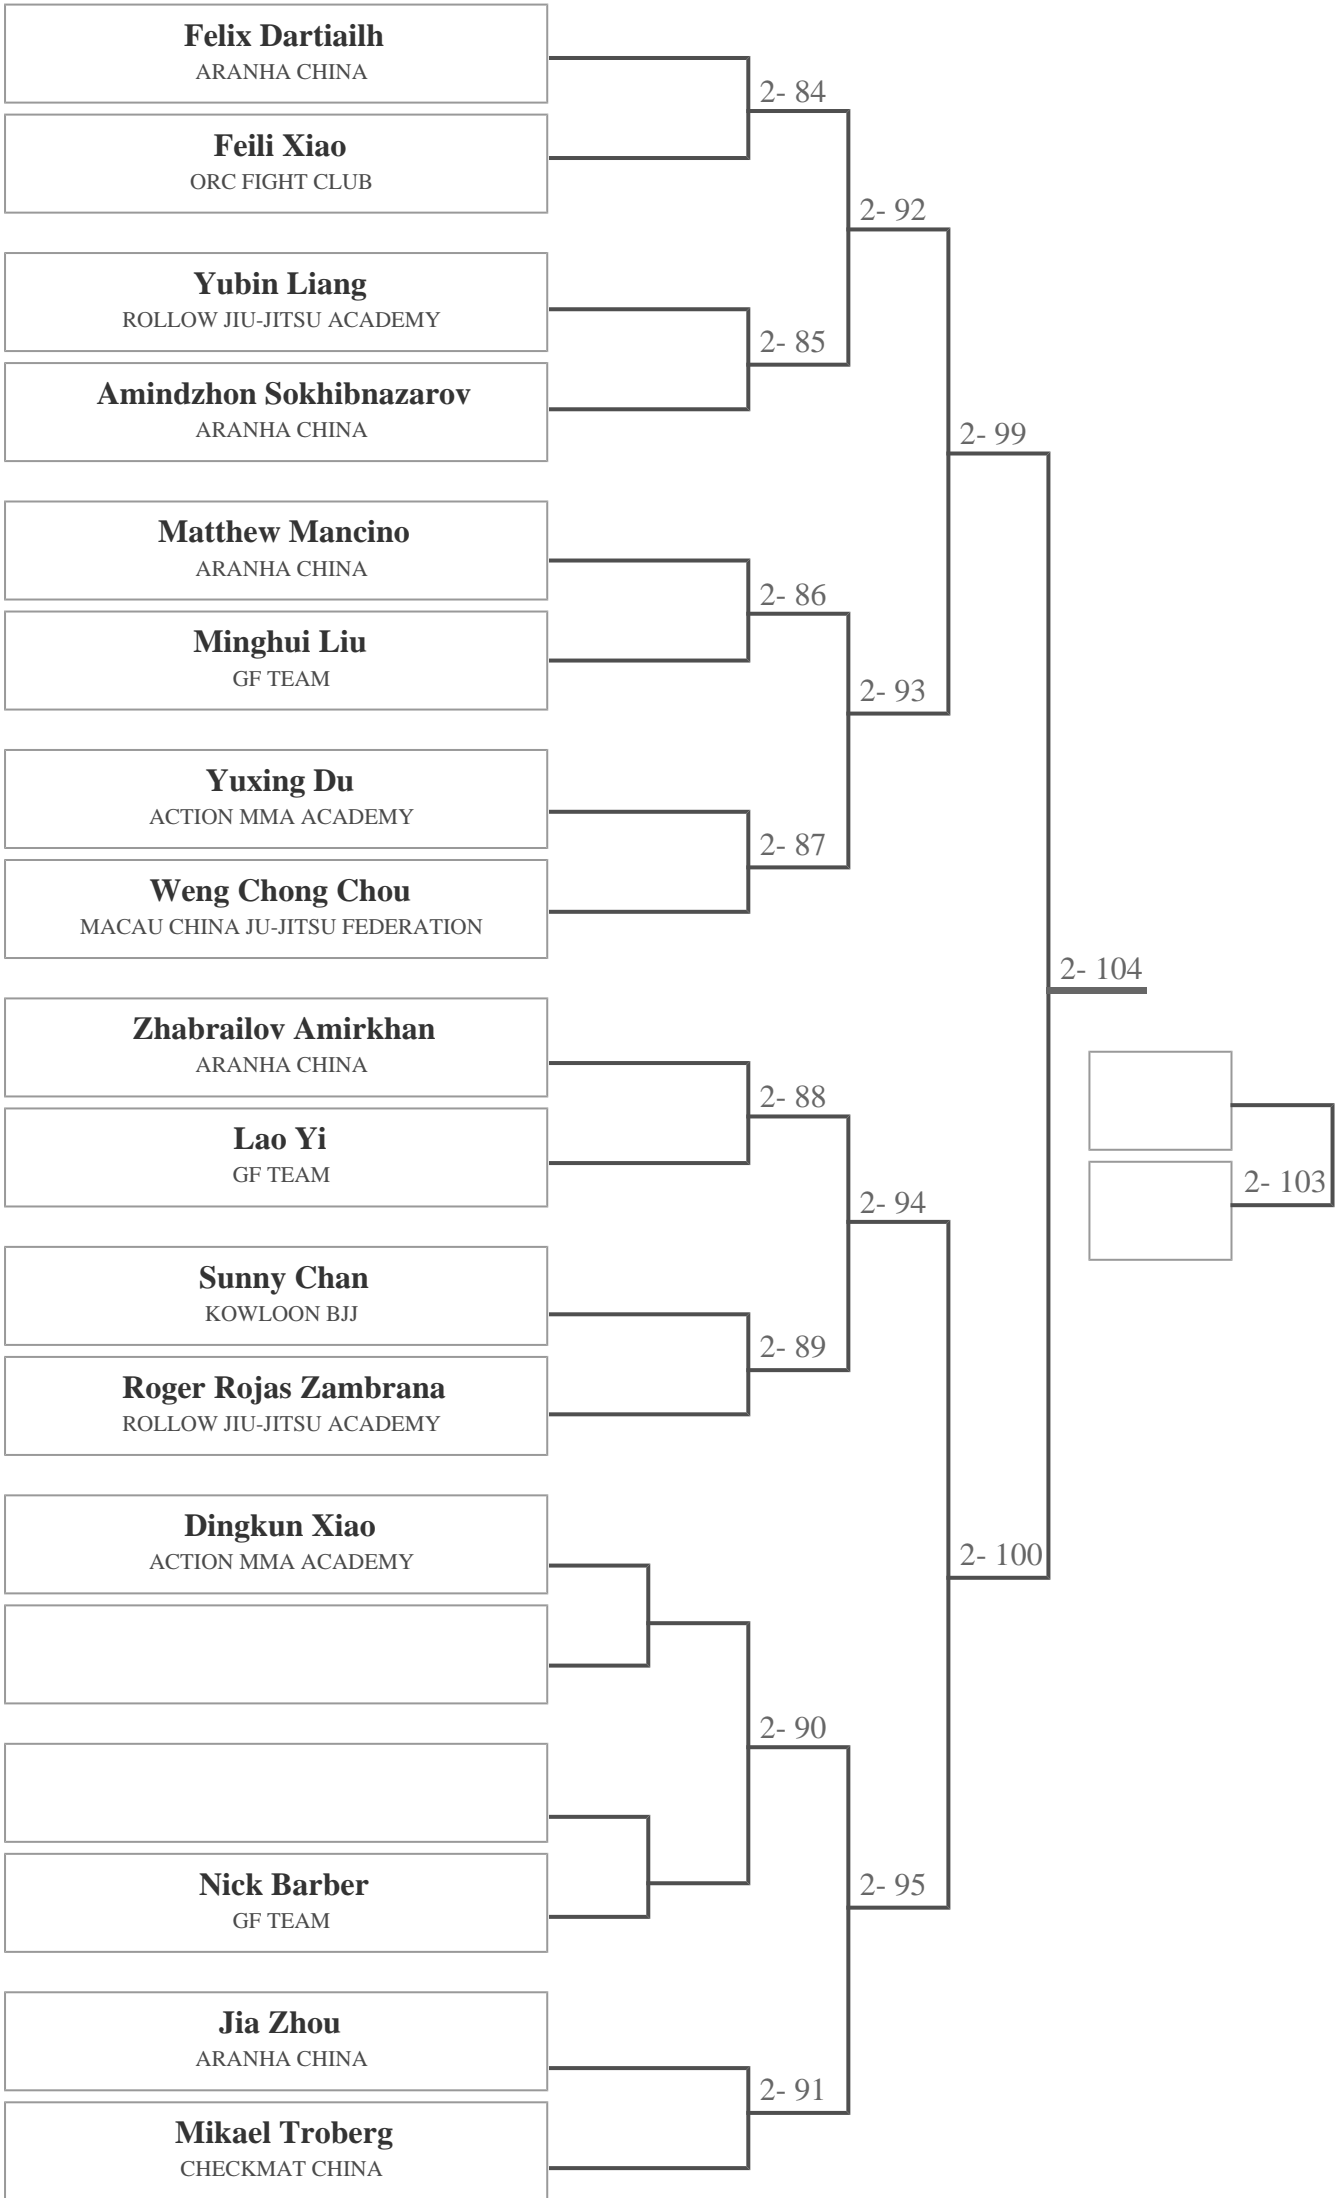 Felix Dartiailh
ARANHA CHINA
2- 84
Feili Xiao
ORC FIGHT CLUB
2- 92
Yubin Liang
ROLLOW JIU-JITSU ACADEMY
2- 85
Amindzhon Sokhibnazarov
ARANHA CHINA
2- 99
Matthew Mancino
ARANHA CHINA
2- 86
Minghui Liu
GF TEAM
2- 93
Yuxing Du
ACTION MMA ACADEMY
2- 87
Weng Chong Chou
MACAU CHINA JU-JITSU FEDERATION
2- 104
Zhabrailov Amirkhan
ARANHA CHINA
2- 88
Lao Yi
GF TEAM
2- 103
2- 94
Sunny Chan
KOWLOON BJJ
2- 89
Roger Rojas Zambrana
ROLLOW JIU-JITSU ACADEMY
Dingkun Xiao
ACTION MMA ACADEMY
2- 100
2- 90
Nick Barber
GF TEAM
2- 95
Jia Zhou
ARANHA CHINA
2- 91
Mikael Troberg
CHECKMAT CHINA